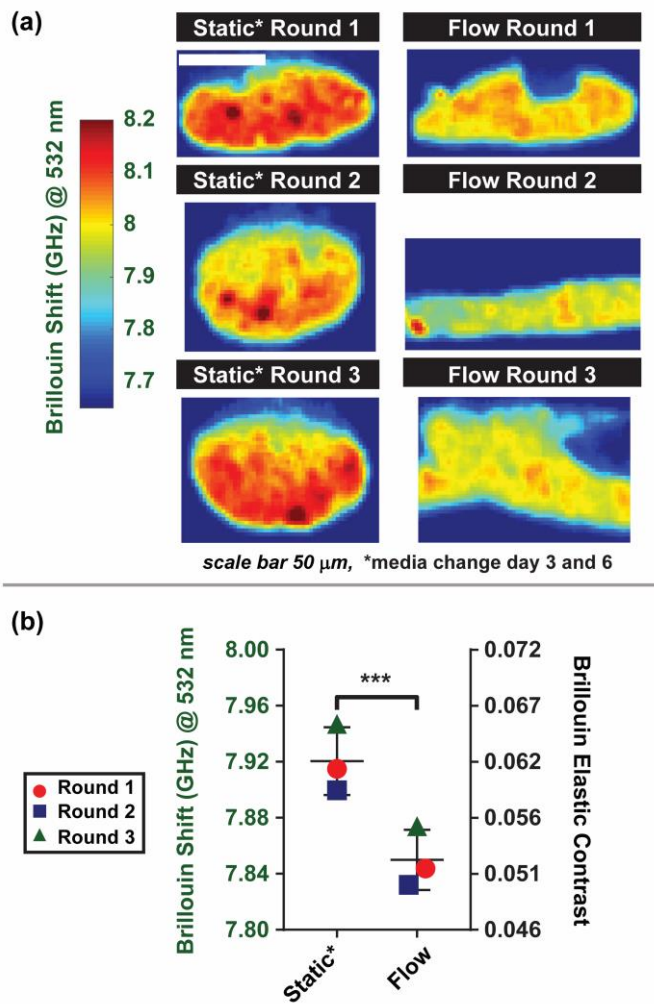 (a)
Static* Round 1
Flow Round 1
Brillouin Shift (GHz) @ 532 nm
8.2
8.1
8
7.9
7.8
7.7
Static* Round 2
Flow Round 2
Static* Round 3
Flow Round 3
scale bar 50 μm, *media change day 3 and 6
(b)
Round 1
Round 2
Round 3
Brillouin Shift (GHz) @ 532 nm
8.00
7.96
7.92
7.88
7.84
7.80
***
0.072
0.067
0.062
0.056
0.051
0.046
Brillouin Elastic Contrast
Static*
Flow